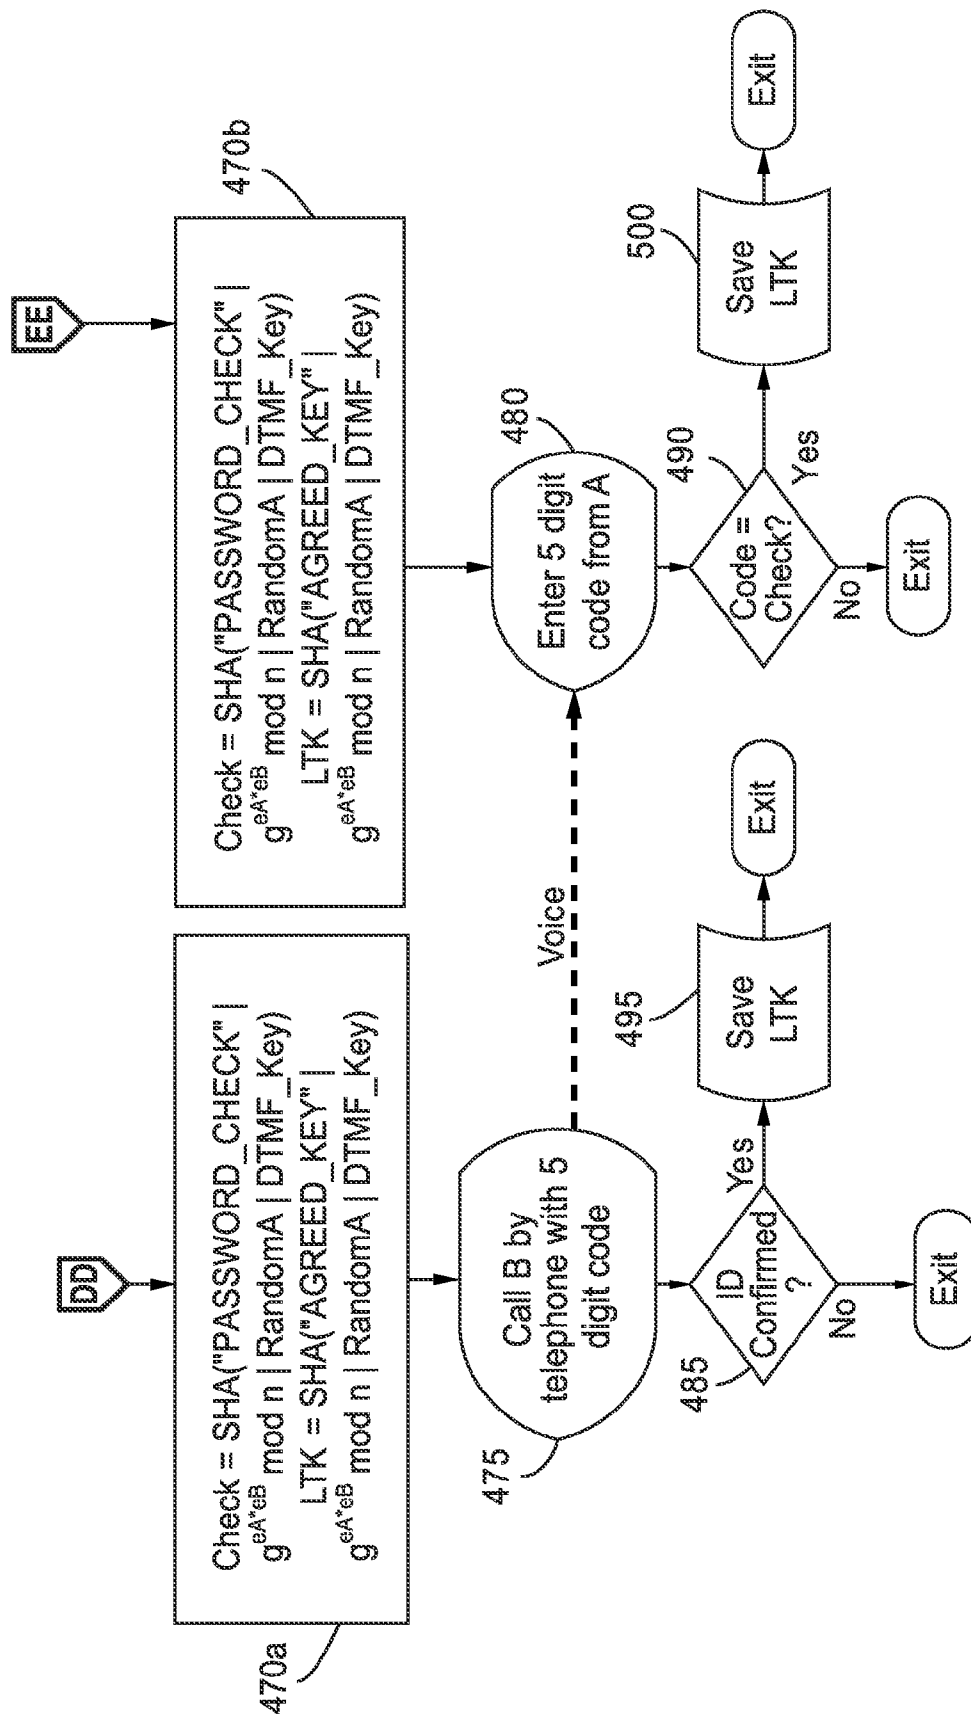 DD
470a
Check = SHA("PASSWORD_CHECK" |
g^eA*eB mod n | RandomA | DTMF_Key)
LTK = SHA("AGREED_KEY" |
g^eA*eB mod n | RandomA | DTMF_Key)
475
Call B by
telephone with 5
digit code
Voice
485
ID
Confirmed
?
Yes
No
Exit
495
Save
LTK
Exit
EE
470b
Check = SHA("PASSWORD_CHECK" |
g^eA*eB mod n | RandomA | DTMF_Key)
LTK = SHA("AGREED_KEY" |
g^eA*eB mod n | RandomA | DTMF_Key)
480
Enter 5 digit
code from A
490
Code =
Check?
Yes
No
Exit
500
Save
LTK
Exit